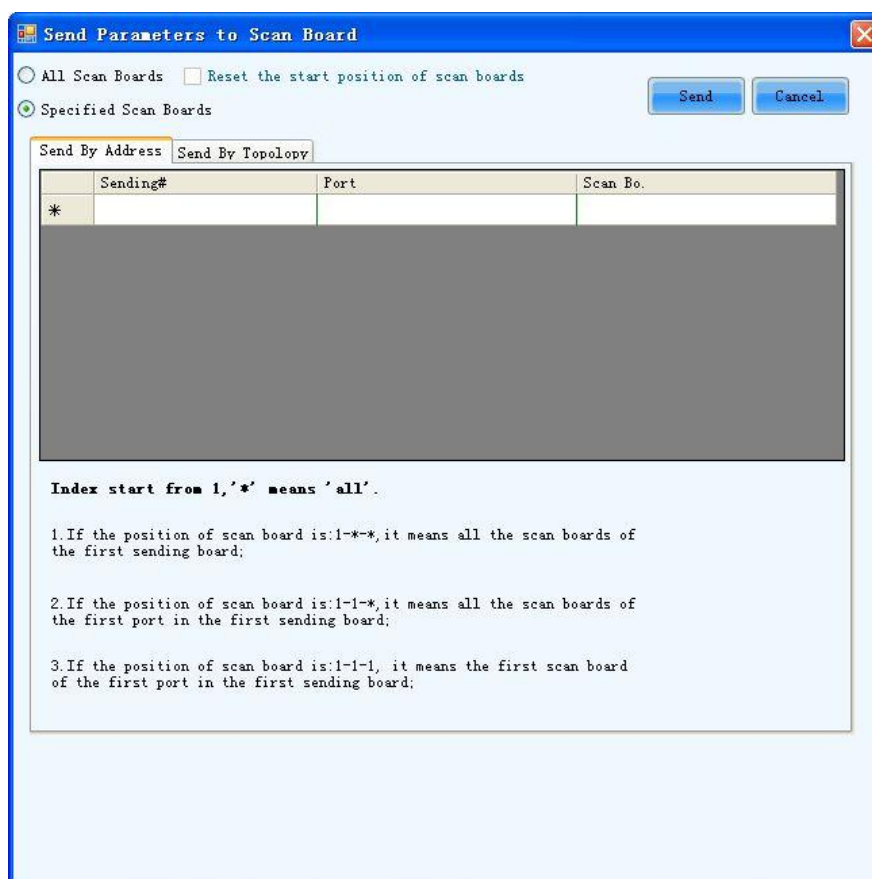 Send Parameters to Scan Board
All Scan Boards Reset the start position of scan boards
Specified Scan Boards
Send Cancel
Send By Address Send By Topolopy
Sending# Port Scan Bo.
*
Index start from 1,'*' means 'all'.
1.If the position of scan board is:1-*-*,it means all the scan boards of
the first sending board;
2.If the position of scan board is:1-1-*,it means all the scan boards of
the first port in the first sending board;
3.If the position of scan board is:1-1-1, it means the first scan board
of the first port in the first sending board;